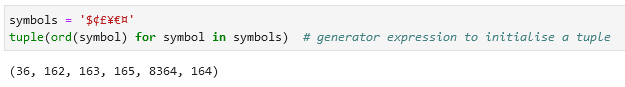 symbols = '$¢£¥€¤'
tuple(ord(symbol) for symbol in symbols)  # generator expression to initialise a tuple
(36, 162, 163, 165, 8364, 164)